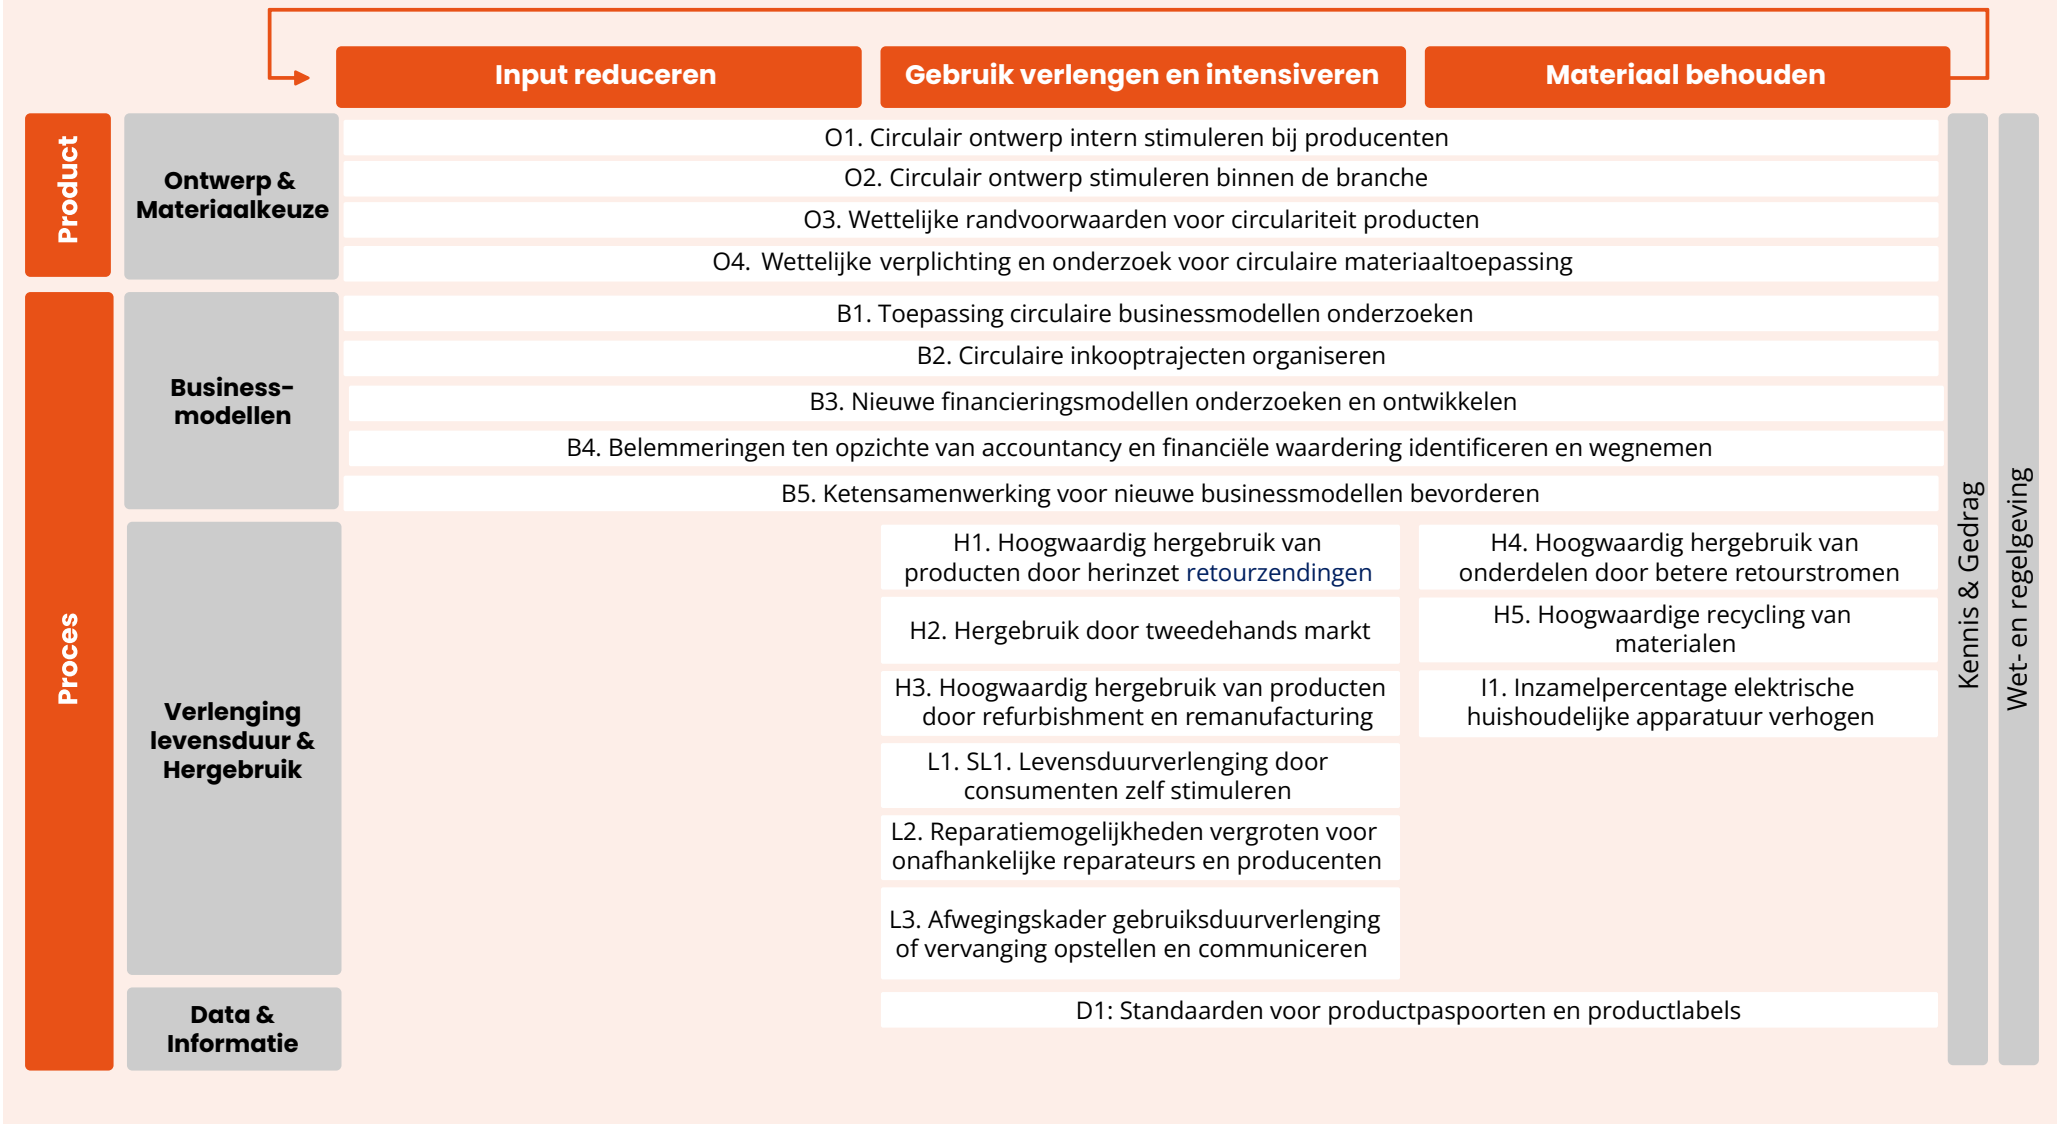 Input reduceren
Gebruik verlengen en intensiveren
Materiaal behouden
Product
Ontwerp &
Materiaalkeuze
O1. Circulair ontwerp intern stimuleren bij producenten
O2. Circulair ontwerp stimuleren binnen de branche
O3. Wettelijke randvoorwaarden voor circulariteit producten
O4. Wettelijke verplichting en onderzoek voor circulaire materiaaltoepassing
Proces
Business-
modellen
B1. Toepassing circulaire businessmodellen onderzoeken
B2. Circulaire inkooptrajecten organiseren
B3. Nieuwe financieringsmodellen onderzoeken en ontwikkelen
B4. Belemmeringen ten opzichte van accountancy en financiële waardering identificeren en wegnemen
B5. Ketensamenwerking voor nieuwe businessmodellen bevorderen
Verlenging
levensduur &
Hergebruik
H1. Hoogwaardig hergebruik van
producten door herinzet retourzendingen
H2. Hergebruik door tweedehands markt
H3. Hoogwaardig hergebruik van producten
door refurbishment en remanufacturing
L1. SL1. Levensduurverlenging door
consumenten zelf stimuleren
L2. Reparatiemogelijkheden vergroten voor
onafhankelijke reparateurs en producenten
L3. Afwegingskader gebruiksduurverlenging
of vervanging opstellen en communiceren
H4. Hoogwaardig hergebruik van
onderdelen door betere retourstromen
H5. Hoogwaardige recycling van
materialen
I1. Inzamelpercentage elektrische
huishoudelijke apparatuur verhogen
Data &
Informatie
D1: Standaarden voor productpaspoorten en productlabels
Kennis & Gedrag
Wet- en regelgeving